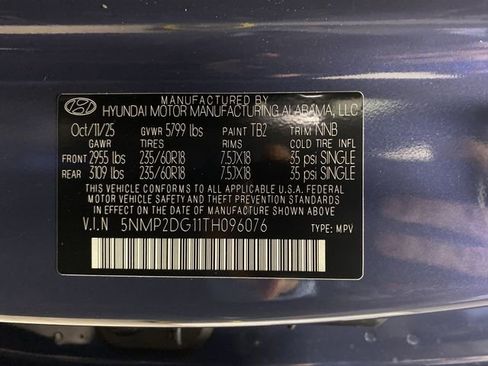 MANUFACTURED BY
HYUNDAI MOTOR MANUFACTURING ALABAMA, LLC
Oct/11/25 GVWR 5799 lbs PAINT TB2 TRIM NNB
GAWR TIRES RIMS COLD TIRE INFL
FRONT 2955 lbs 235/60R18 7.5JX18 35 psi SINGLE
REAR 3109 lbs 235/60R18 7.5JX18 35 psi SINGLE
THIS VEHICLE CONFORMS TO ALL APPLICABLE U.S.A. FEDERAL
MOTOR VEHICLE SAFETY AND THEFT PREVENTION STANDARDS IN
EFFECT ON THE DATE OF MANUFACTURE SHOWN ABOVE.
V.I.N 5NMP2DG11TH096076 TYPE: MPV